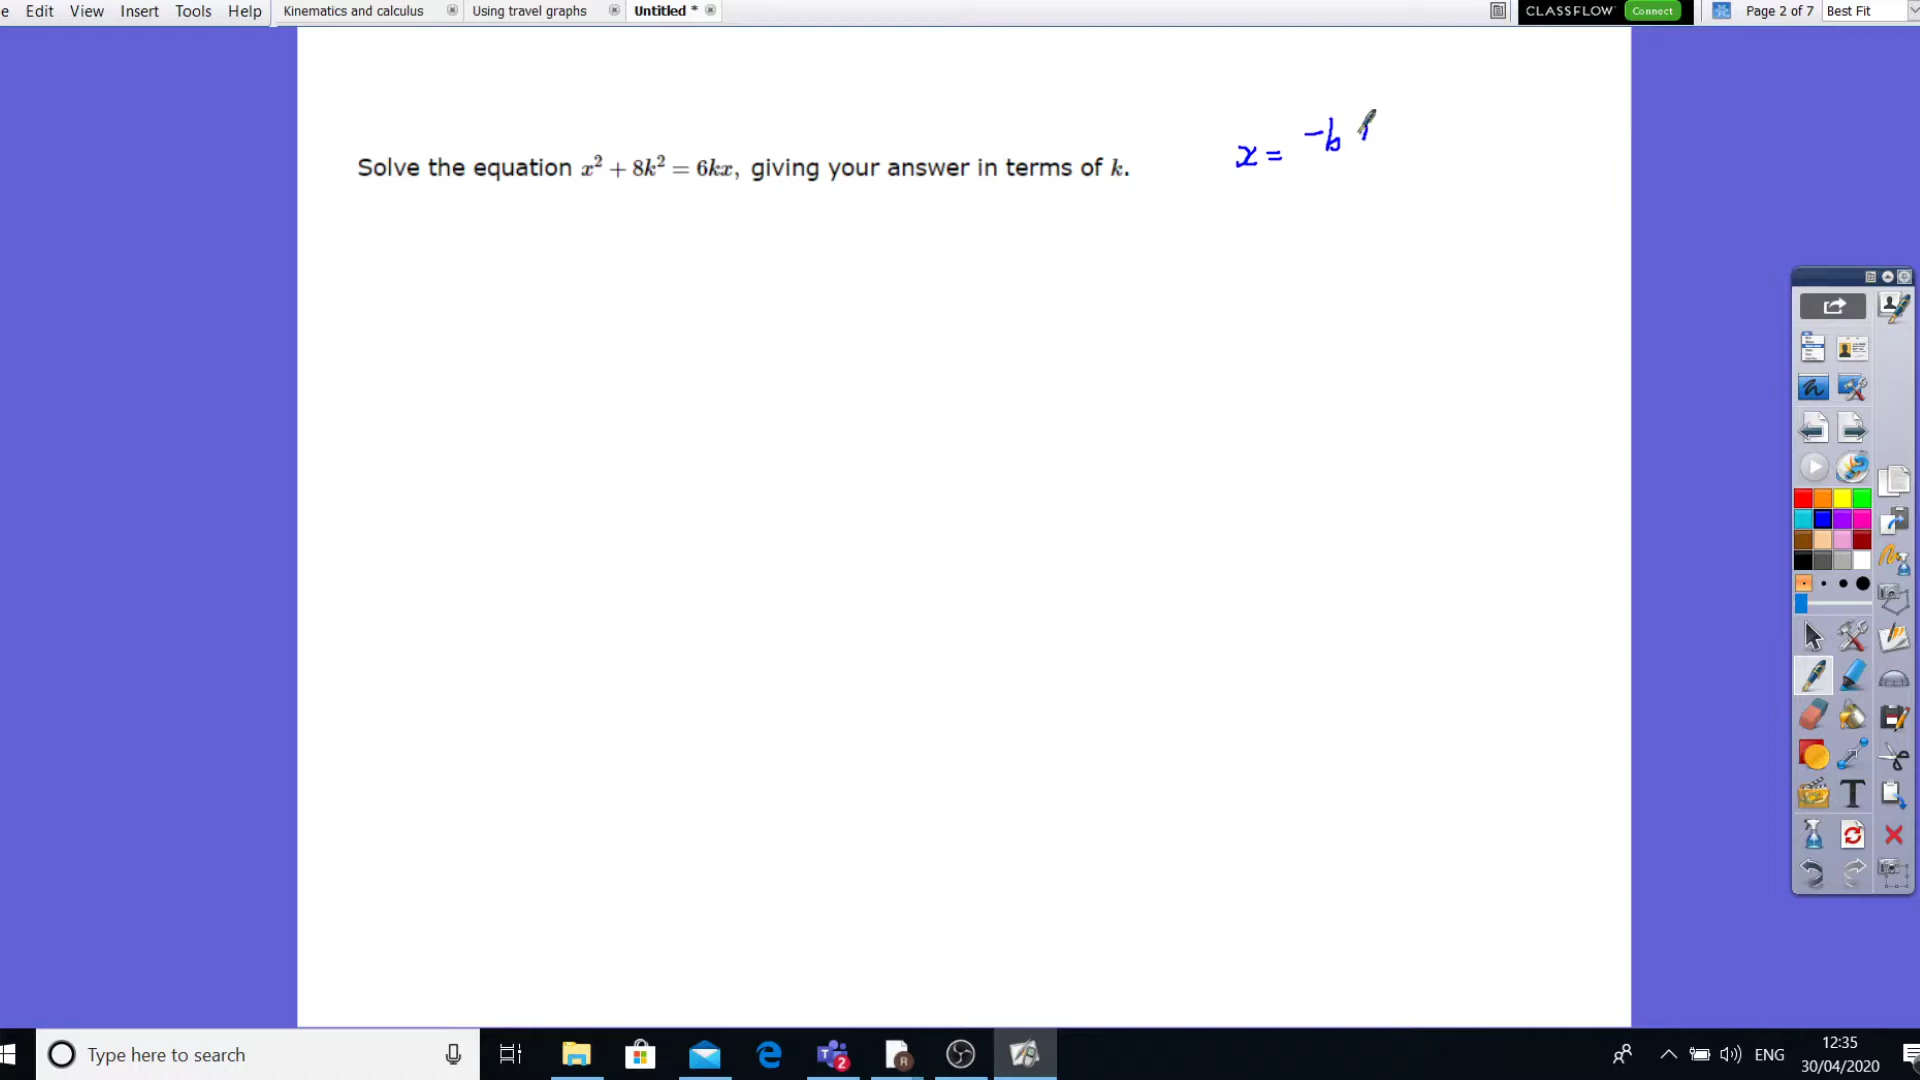 e Edit View Insert Tools Help Kinematics and calculus Using travel graphs Untitled * CLASSFLOW Connect Page 2 of 7 Best Fit
x = -b
Solve the equation x² + 8k² = 6kx, giving your answer in terms of k.
T
Type here to search 2 R ENG 12:35
30/04/2020